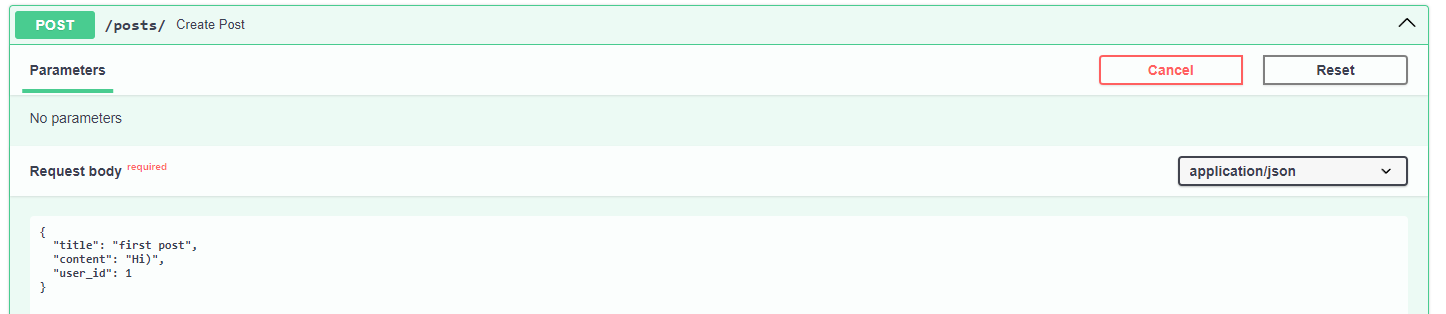 POST /posts/ Create Post
Parameters
Cancel
Reset
No parameters
Request body required
application/json
{
  "title": "first post",
  "content": "Hi)",
  "user_id": 1
}